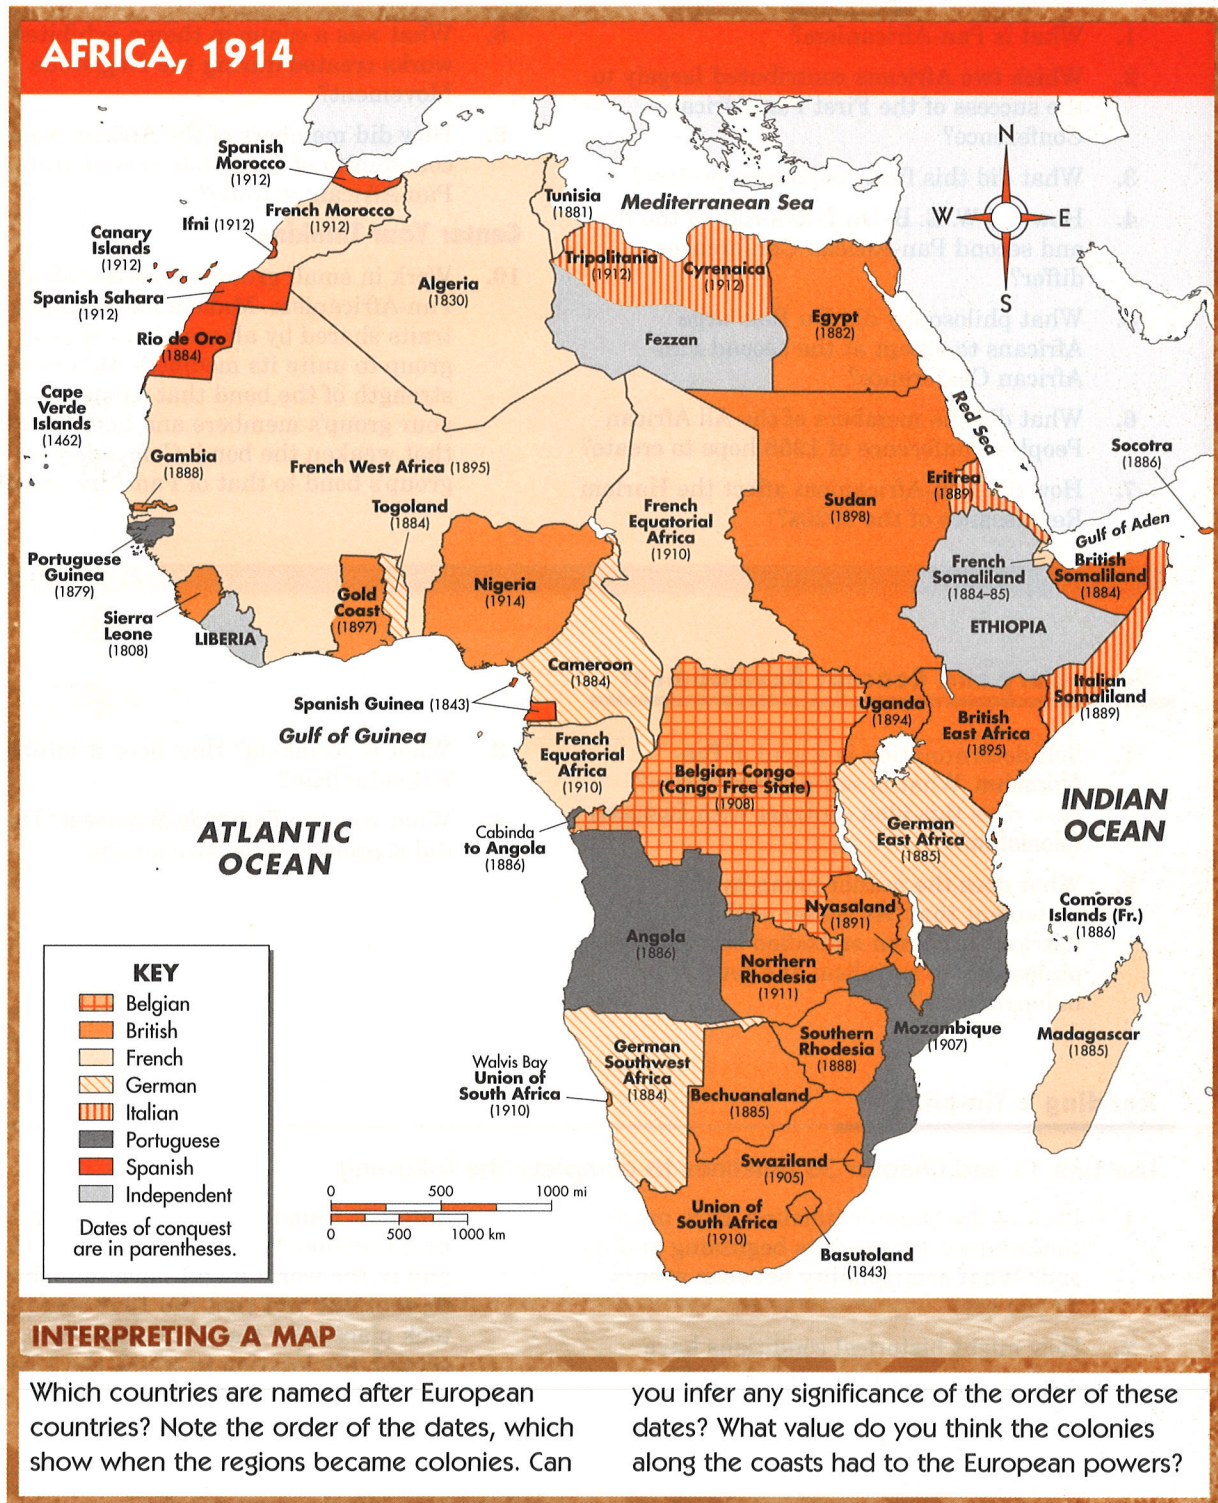 AFRICA, 1914
N
W
E
S
Spanish
Morocco
(1912)
French Morocco
(1912)
Ifni (1912)
Canary
Islands
(1912)
Spanish Sahara
(1912)
Rio de Oro
(1884)
Cape
Verde
Islands
(1462)
Algeria
(1830)
Tunisia
(1881)
Mediterranean Sea
Tripolitania
(1912)
Cyrenaica
(1912)
Fezzan
Egypt
(1882)
Red Sea
Socotra
(1886)
Gambia
(1888)
French West Africa (1895)
Togoland
(1884)
French
Equatorial
Africa
(1910)
Sudan
(1898)
Eritrea
(1889)
Gulf of Aden
French
Somaliland
(1884–85)
British
Somaliland
(1884)
ETHIOPIA
Portuguese
Guinea
(1879)
Sierra
Leone
(1808)
LIBERIA
Gold
Coast
(1897)
Nigeria
(1914)
Cameroon
(1884)
Spanish Guinea (1843)
Gulf of Guinea
French
Equatorial
Africa
(1910)
Uganda
(1894)
British
East Africa
(1895)
Italian
Somaliland
(1889)
Belgian Congo
(Congo Free State)
(1908)
ATLANTIC
OCEAN
INDIAN
OCEAN
Cabinda
to Angola
(1886)
German
East Africa
(1885)
Comoros
Islands (Fr.)
(1886)
Nyasaland
(1891)
Angola
(1886)
Northern
Rhodesia
(1911)
Mozambique
(1907)
Madagascar
(1885)
Southern
Rhodesia
(1888)
German
Southwest
Africa
(1884)
Walvis Bay
Union of
South Africa
(1910)
Bechuanaland
(1885)
Swaziland
(1905)
Union of
South Africa
(1910)
Basutoland
(1843)
KEY
Belgian
British
French
German
Italian
Portuguese
Spanish
Independent
Dates of conquest
are in parentheses.
0 500 1000 mi
0 500 1000 km
INTERPRETING A MAP
Which countries are named after European
countries? Note the order of the dates, which
show when the regions became colonies. Can
you infer any significance of the order of these
dates? What value do you think the colonies
along the coasts had to the European powers?